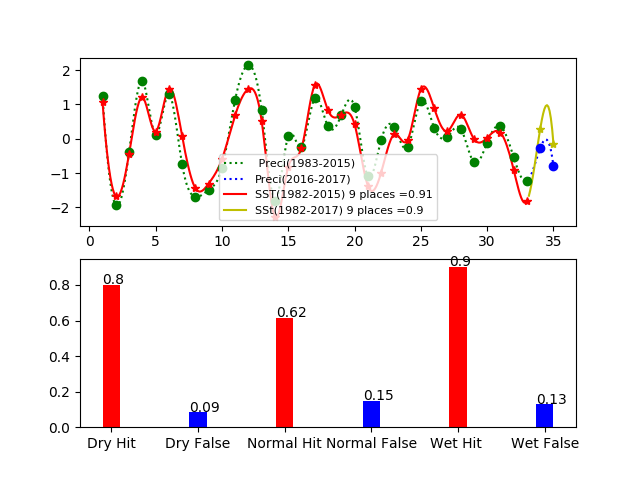 2
1
0
−1
−2
Preci(1983-2015)
Preci(2016-2017)
SST(1982-2015) 9 places =0.91
SSt(1982-2017) 9 places =0.9
0 5 10 15 20 25 30 35
0.8
0.6
0.4
0.2
0.0
0.8 0.09 0.62 0.15 0.9 0.13
Dry Hit Dry False Normal Hit Normal False Wet Hit Wet False